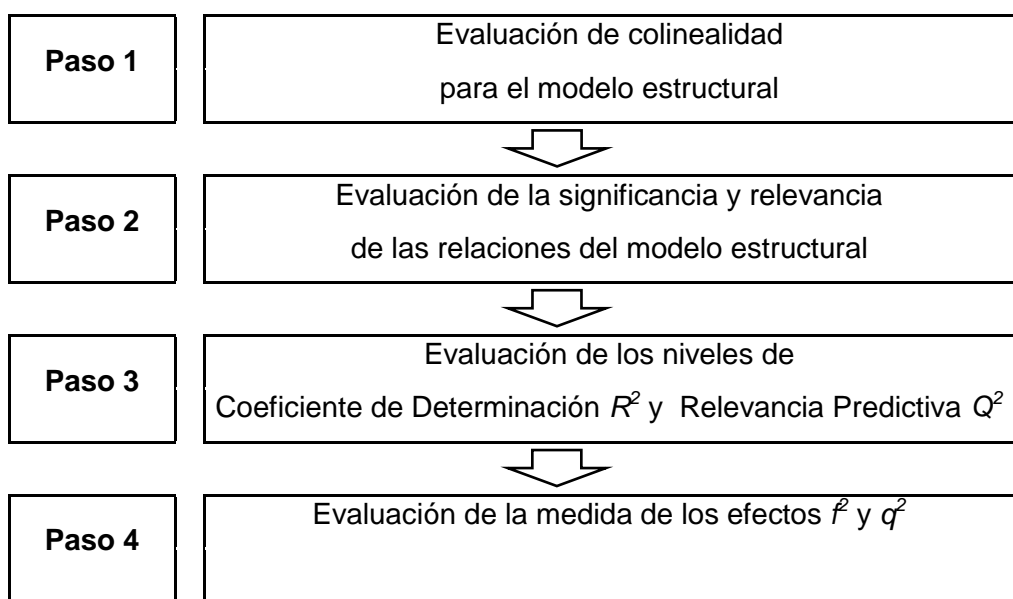 Paso 1
Evaluación de colinealidad
para el modelo estructural
Paso 2
Evaluación de la significancia y relevancia
de las relaciones del modelo estructural
Paso 3
Evaluación de los niveles de
Coeficiente de Determinación R² y Relevancia Predictiva Q²
Paso 4
Evaluación de la medida de los efectos f² y q²